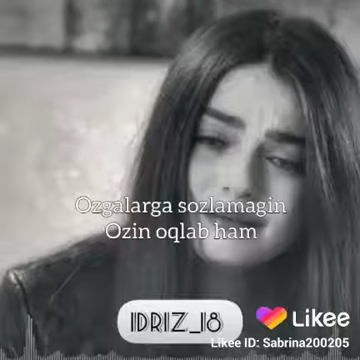 Ozgalarga sozlamagin
Ozin oqlab ham
IDRIZ_18
Likee
Likee ID: Sabrina200205